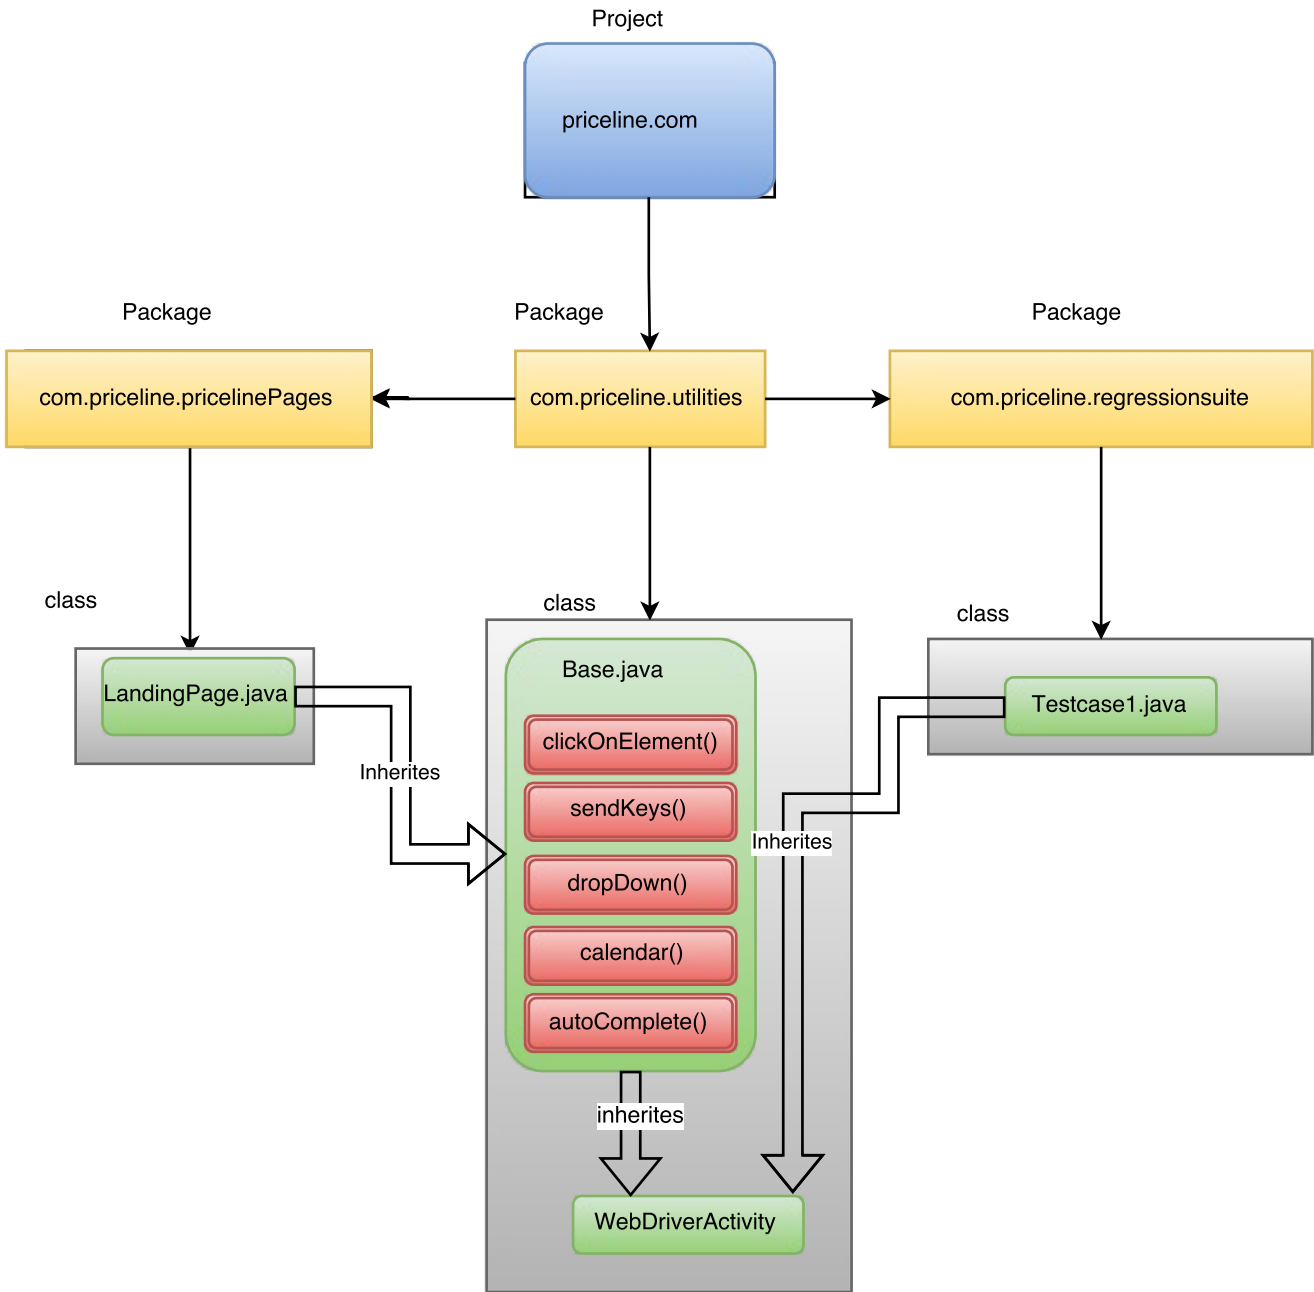 Project
priceline.com
Package
Package
Package
com.priceline.pricelinePages
com.priceline.utilities
com.priceline.regressionsuite
class
class
class
LandingPage.java
Base.java
Testcase1.java
clickOnElement()
Inherites
sendKeys()
Inherites
dropDown()
calendar()
autoComplete()
inherites
WebDriverActivity